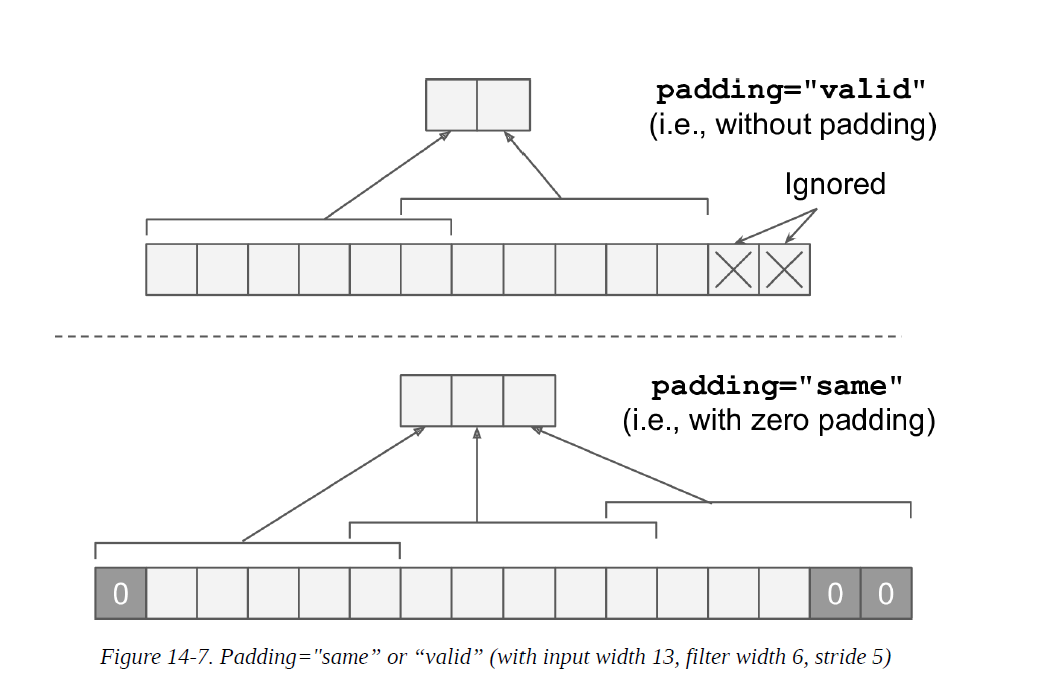 padding="valid"
(i.e., without padding)
Ignored
padding="same"
(i.e., with zero padding)
0 0 0
Figure 14-7. Padding="same” or “valid” (with input width 13, filter width 6, stride 5)